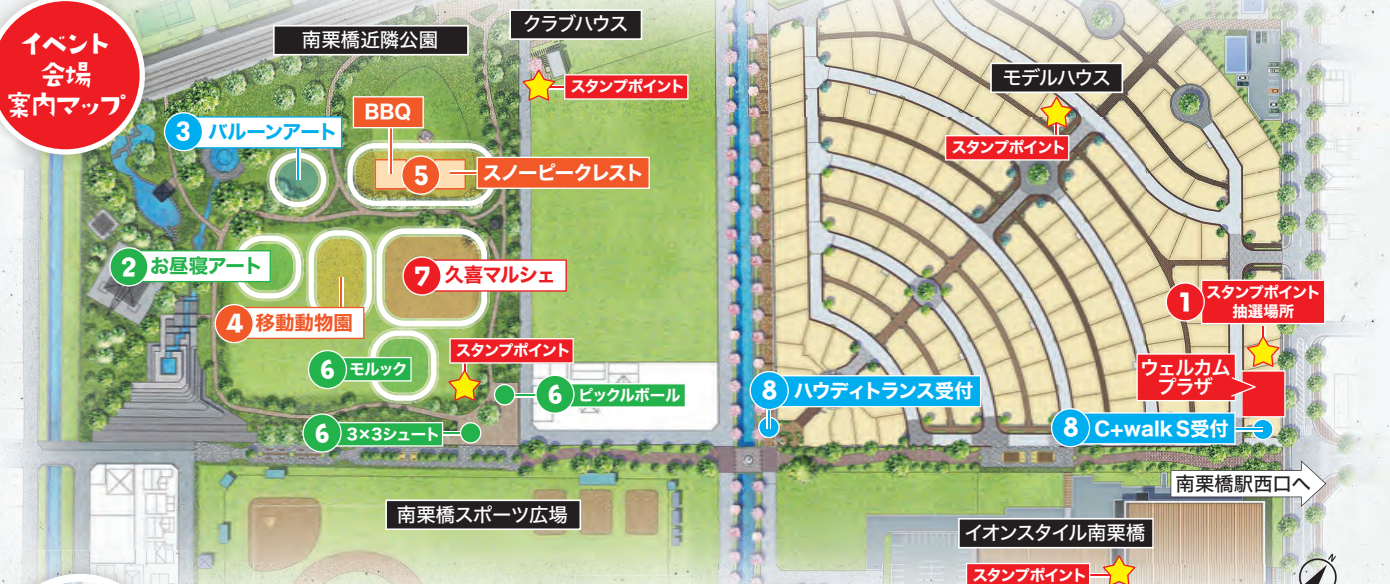 イベント
会場
案内マップ
南栗橋近隣公園
クラブハウス
スタンプポイント
モデルハウス
スタンプポイント
3 バルーンアート
BBQ
5 スノーピークレスト
2 お昼寝アート
7 久喜マルシェ
4 移動動物園
1 スタンプポイント
抽選場所
スタンプポイント
6 モルック
6 ピックルボール
6 3×3シュート
ウェルカム
プラザ
8 ハウディトランス受付
8 C+walk S受付
南栗橋駅西口へ
南栗橋スポーツ広場
イオンスタイル南栗橋
スタンプポイント
N